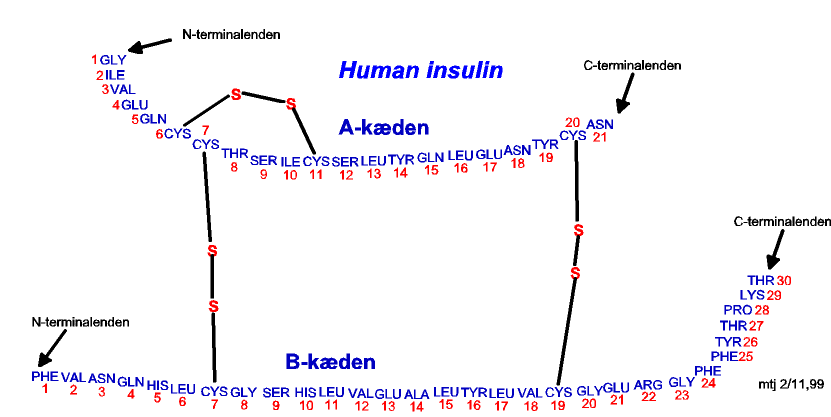 N-terminalenden
Human insulin
C-terminalenden
A-kæden
1 GLY
2 ILE
3 VAL
4 GLU
5 GLN
6 CYS
7 CYS
THR 8
SER 9
ILE 10
CYS 11
SER 12
LEU 13
TYR 14
GLN 15
LEU 16
GLU 17
ASN 18
TYR 19
20 CYS
ASN 21
S S
S
S
S
S
N-terminalenden
B-kæden
C-terminalenden
PHE 1
VAL 2
ASN 3
GLN 4
HIS 5
LEU 6
CYS 7
GLY 8
SER 9
HIS 10
LEU 11
VAL 12
GLU 13
ALA 14
LEU 15
TYR 16
LEU 17
VAL 18
CYS 19
GLY 20
GLU 21
ARG 22
GLY 23
PHE 24
PHE 25
TYR 26
THR 27
PRO 28
LYS 29
THR 30
mtj 2/11,99